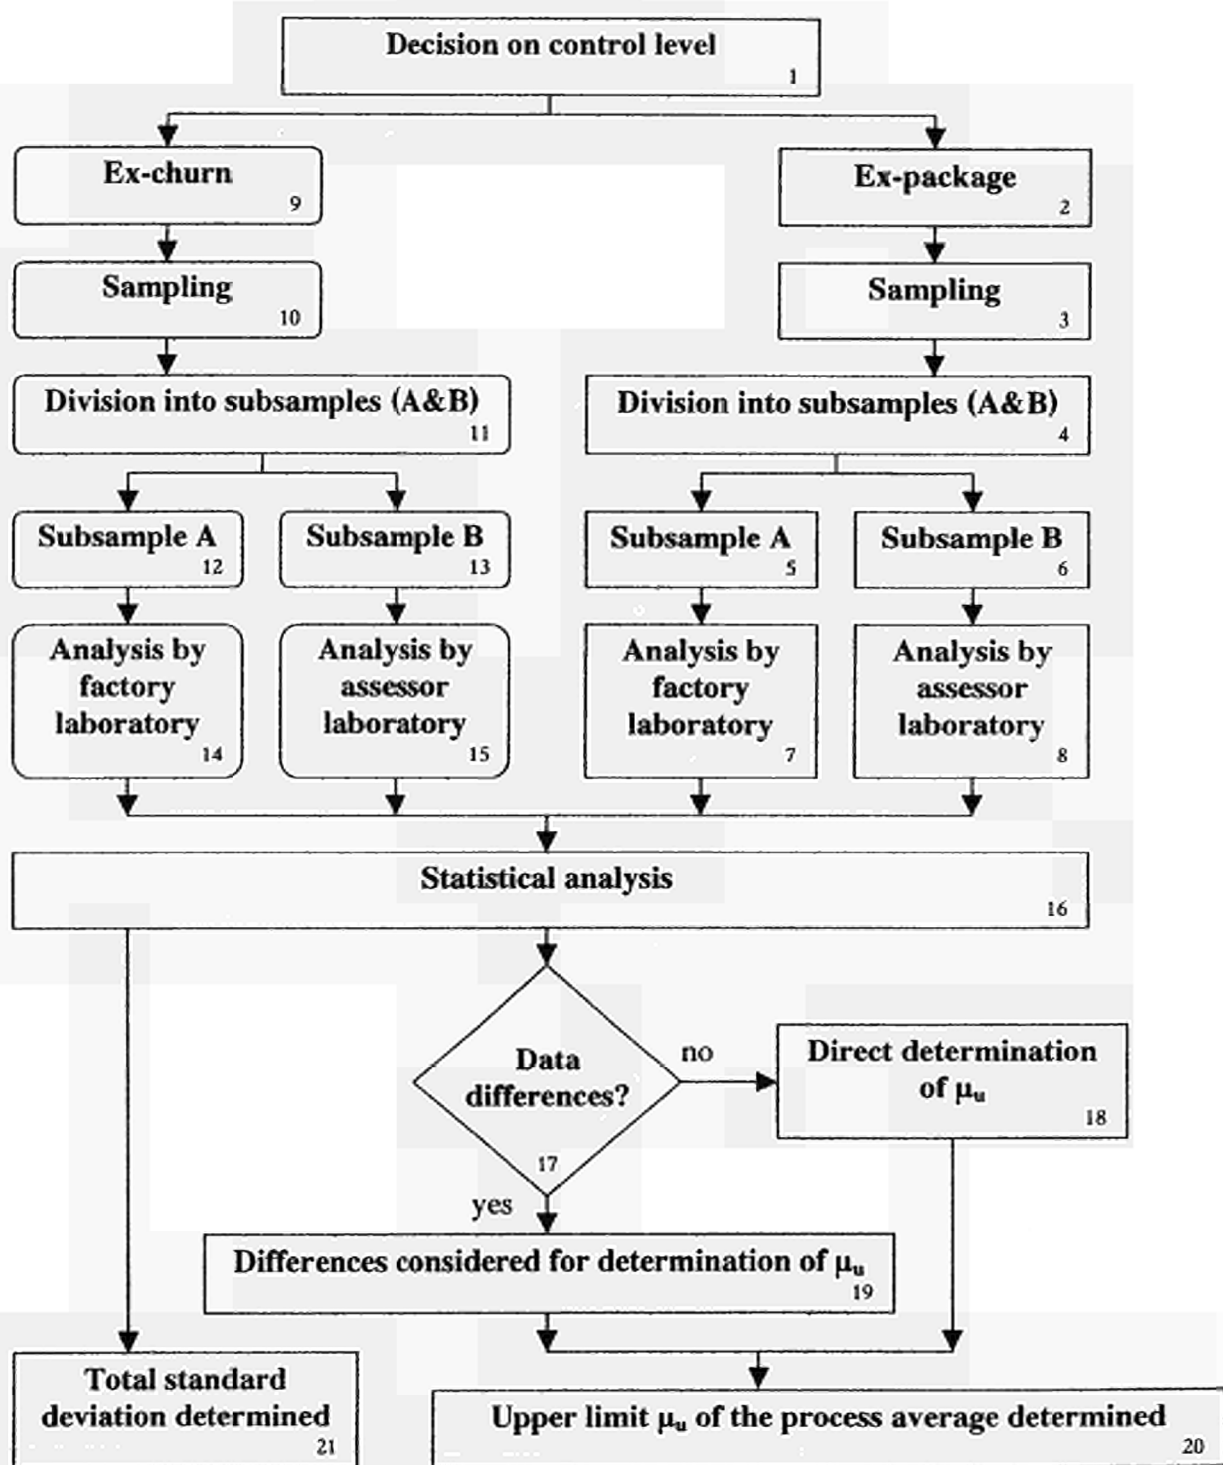 Decision on control level
1
Ex-churn
9
Ex-package
2
Sampling
10
Sampling
3
Division into subsamples (A&B)
11
Division into subsamples (A&B)
4
Subsample A
12
Subsample B
13
Subsample A
5
Subsample B
6
Analysis by
factory
laboratory
14
Analysis by
assessor
laboratory
15
Analysis by
factory
laboratory
7
Analysis by
assessor
laboratory
8
Statistical analysis
16
Data
differences?
17
no
Direct determination
of μu
18
yes
Differences considered for determination of μu
19
Total standard
deviation determined
21
Upper limit μu of the process average determined
20